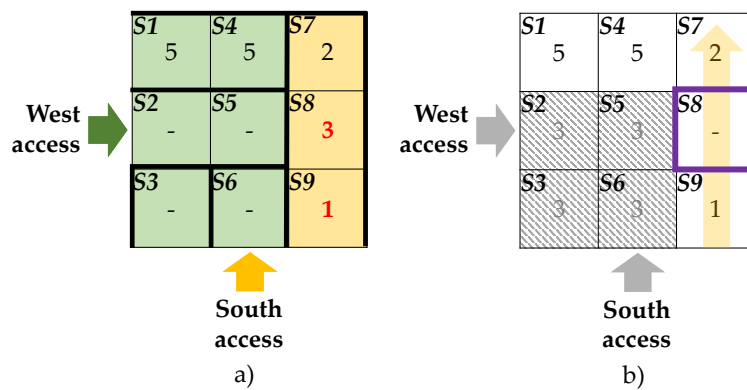 S1 S4 S7
5 5 2
S2 S5 S8
- - 3
S3 S6 S9
- - 1
West
access
South
access
a)
S1 S4 S7
5 5 2
S2 S5 S8
3 3 -
S3 S6 S9
3 3 1
West
access
South
access
b)